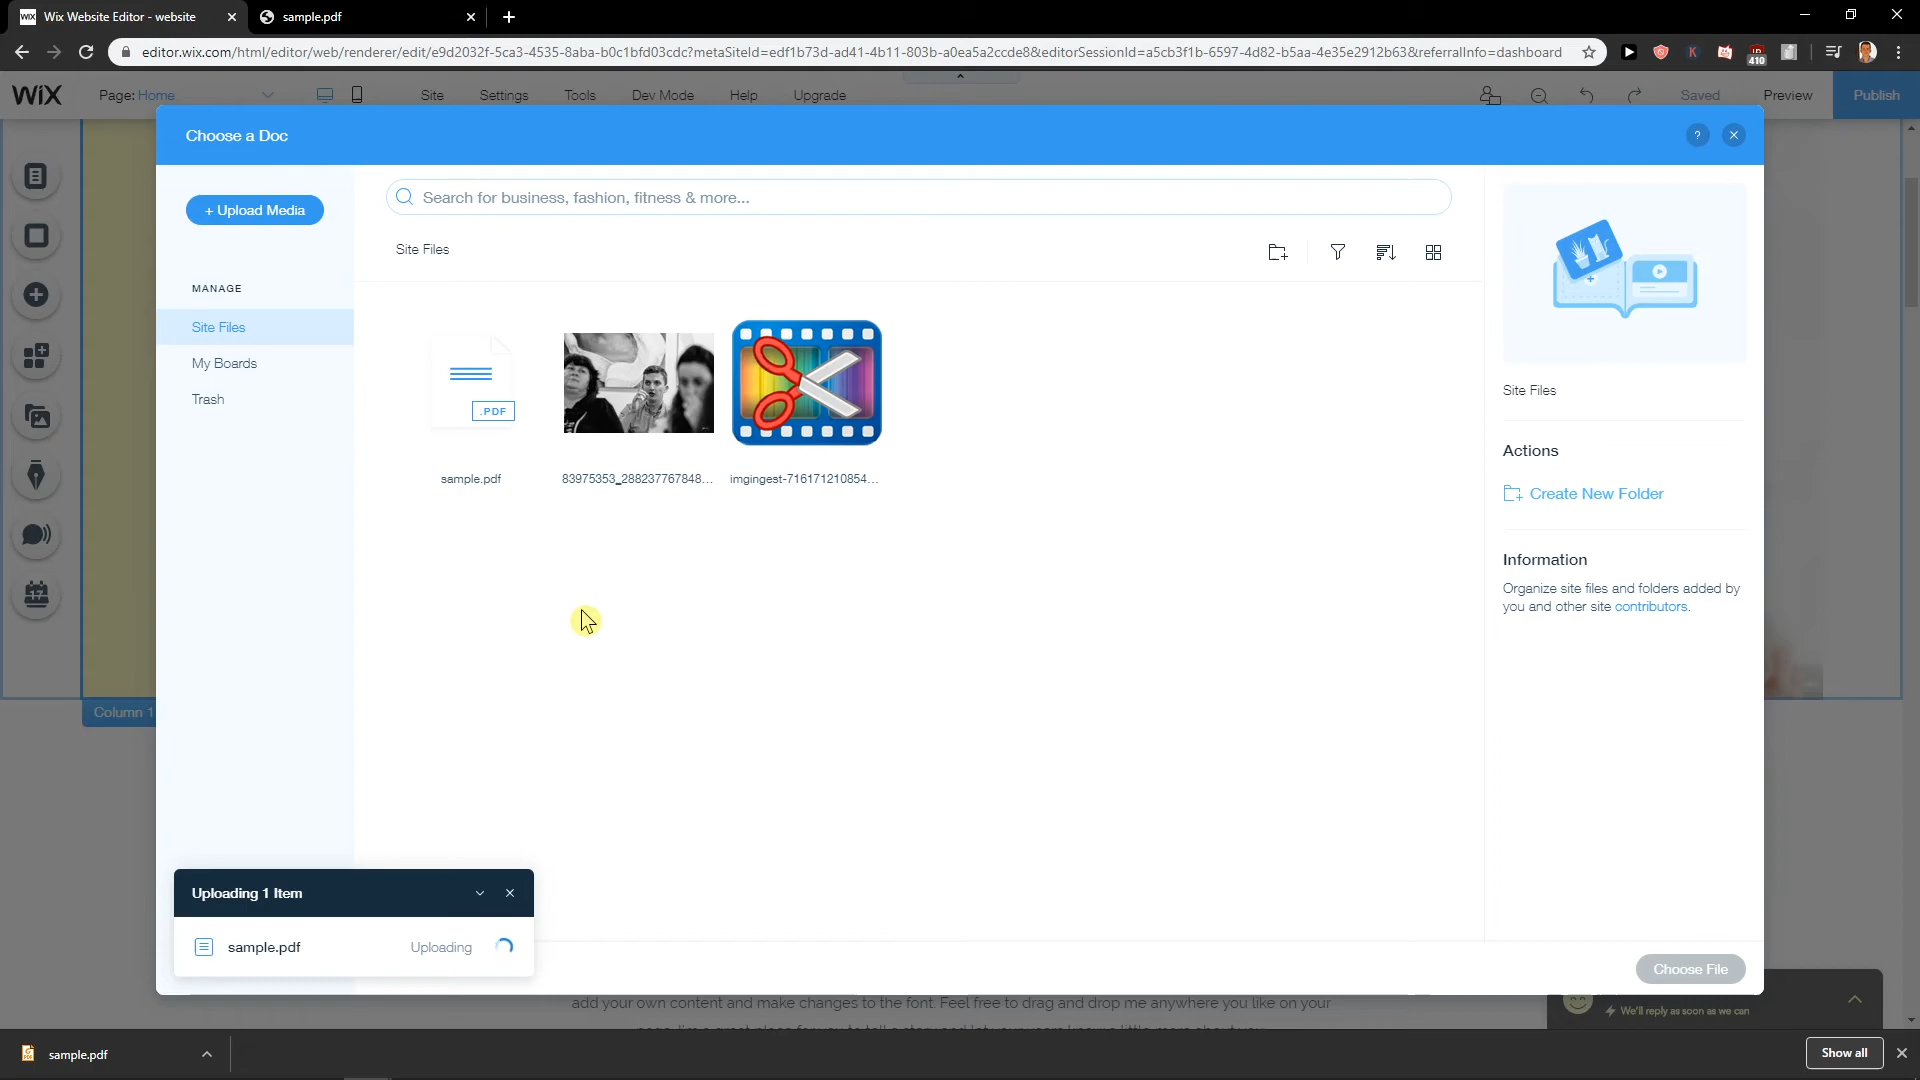 Wix Website Editor - website
sample.pdf
editor.wix.com/html/editor/web/renderer/edit/e9d2032f-5ca3-4535-8aba-b0c1bfd03cdc?metaSiteId=edf1b73d-ad41-4b11-803b-a0ea5a2ccde8&editorSessionId=a5cb3f1b-6597-4d82-b5aa-4e35e2912b63&referralInfo=dashboard
410
WiX Page: Home Site Settings Tools Dev Mode Help Upgrade Saved Preview Publish
Choose a Doc
?
+ Upload Media
Search for business, fashion, fitness & more...
Site Files
MANAGE
Site Files
My Boards
Trash
.PDF
sample.pdf
83975353_288237767848...
imgingest-716171210854...
Site Files
Actions
Create New Folder
Information
Organize site files and folders added by
you and other site contributors.
17
Column 1
Uploading 1 Item
sample.pdf Uploading
Choose File
add your own content and make changes to the font. Feel free to drag and drop me anywhere you like on your
We'll reply as soon as we can
sample.pdf
Show all